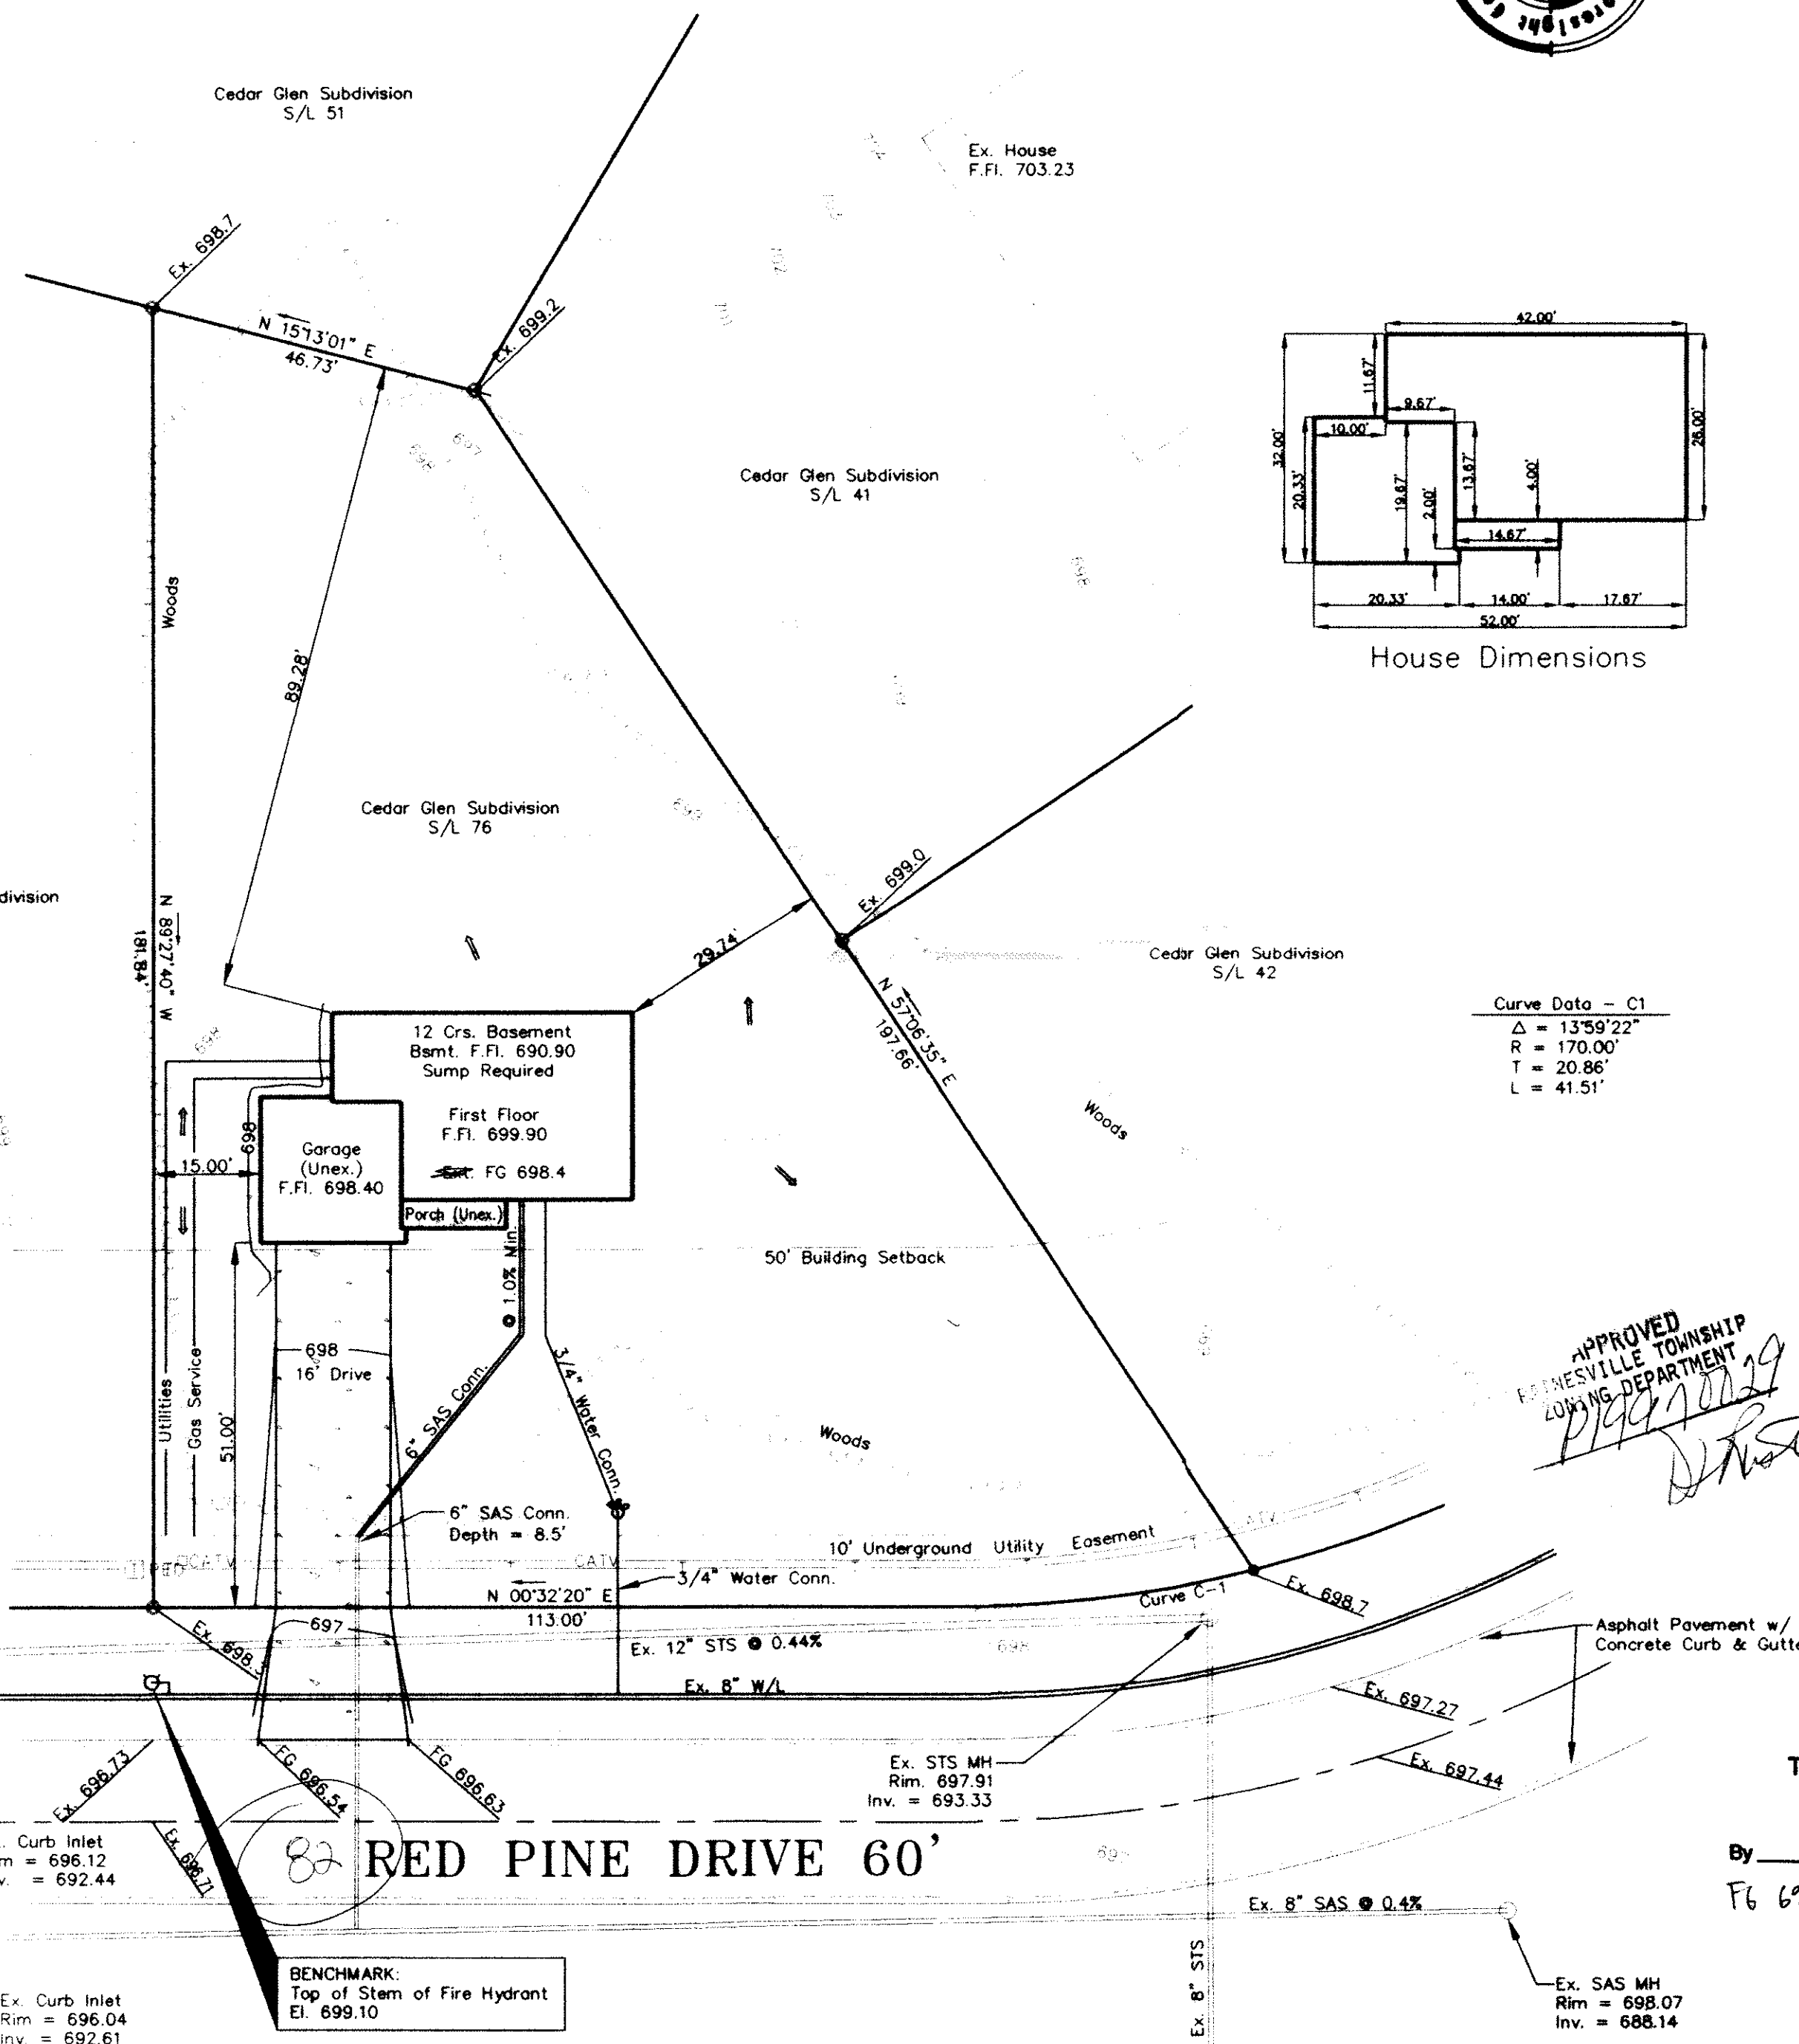 Cedar Glen Subdivision
S/L 51
Ex. House
F.Fl. 703.23
Ex. 698.7
N 15°13'01" E
46.73'
Ex. 699.2
42.00'
11.67'
9.67'
10.00'
32.00'
20.33'
19.67'
13.67'
2.00'
4.00'
26.00'
14.67'
20.33'
14.00'
17.67'
52.00'
House Dimensions
Cedar Glen Subdivision
S/L 41
Woods
89.28'
698
697
698
698
Cedar Glen Subdivision
S/L 76
division
N 89°27'40" W
181.84'
29.74'
Ex. 699.0
Cedar Glen Subdivision
S/L 42
N 57°06'35" E
197.66'
Curve Data - C1
Δ = 13°59'22"
R = 170.00'
T = 20.86'
L = 41.51'
698
12 Crs. Basement
Bsmt. F.Fl. 690.90
Sump Required
First Floor
F.Fl. 699.90
FG 698.4
Garage
(Unex.)
F.Fl. 698.40
698
15.00'
Porch (Unex.)
Woods
@ 1.0% Min.
50' Building Setback
698
16' Drive
Utilities
Gas Service
51.00'
6" SAS Conn.
3/4" Water Conn.
Woods
APPROVED
PAINESVILLE TOWNSHIP
ZONING DEPARTMENT
6" SAS Conn.
Depth = 8.5'
CATV
CATV
10' Underground Utility Easement
3/4" Water Conn.
N 00°32'20" E
113.00'
Curve C-1
Ex. 698.7
697
Ex. 698.3
Ex. 12" STS @ 0.44%
698
Ex. 8" W/L
Asphalt Pavement w/
Concrete Curb & Gutte
Ex. 697.27
Ex. 697.44
Ex. STS MH
Rim. 697.91
Inv. = 693.33
Ex. 696.73
FG 696.54
FG 696.63
Ex. 696.71
. Curb Inlet
m = 696.12
v. = 692.44
82 RED PINE DRIVE 60'
T
By
FG 69
Ex. 8" SAS @ 0.4%
Ex. 8" STS
BENCHMARK:
Top of Stem of Fire Hydrant
El. 699.10
Ex. Curb Inlet
Rim = 696.04
Inv. = 692.61
Ex. SAS MH
Rim = 698.07
Inv. = 688.14